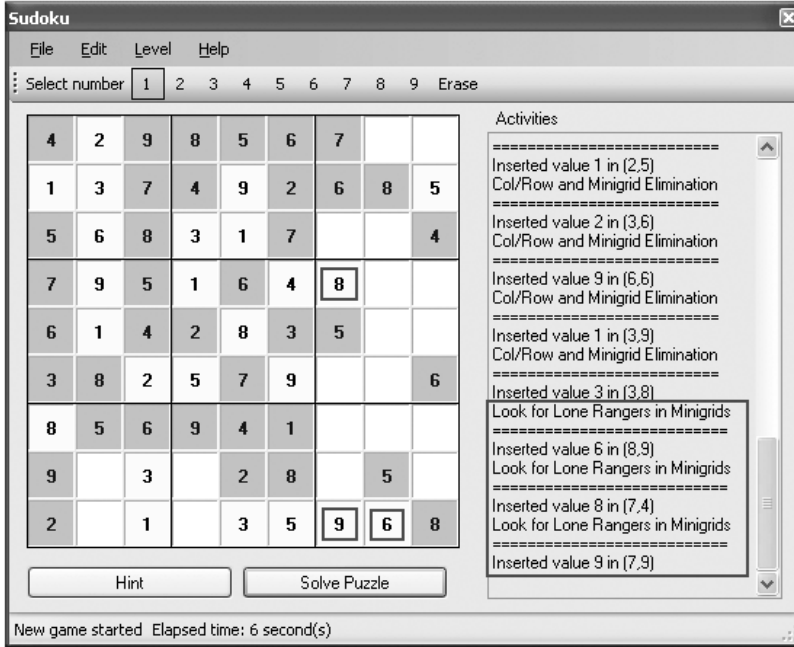 Sudoku
File Edit Level Help
Select number 1 2 3 4 5 6 7 8 9 Erase
4 2 9 8 5 6 7
1 3 7 4 9 2 6 8 5
5 6 8 3 1 7 4
7 9 5 1 6 4 8
6 1 4 2 8 3 5
3 8 2 5 7 9 6
8 5 6 9 4 1
9 3 2 8 5
2 1 3 5 9 6 8
Hint Solve Puzzle
Activities
===========================
Inserted value 1 in (2,5)
Col/Row and Minigrid Elimination
===========================
Inserted value 2 in (3,6)
Col/Row and Minigrid Elimination
===========================
Inserted value 9 in (6,6)
Col/Row and Minigrid Elimination
===========================
Inserted value 1 in (3,9)
Col/Row and Minigrid Elimination
===========================
Inserted value 3 in (3,8)
Look for Lone Rangers in Minigrids
===========================
Inserted value 6 in (8,9)
Look for Lone Rangers in Minigrids
===========================
Inserted value 8 in (7,4)
Look for Lone Rangers in Minigrids
===========================
Inserted value 9 in (7,9)
New game started Elapsed time: 6 second(s)